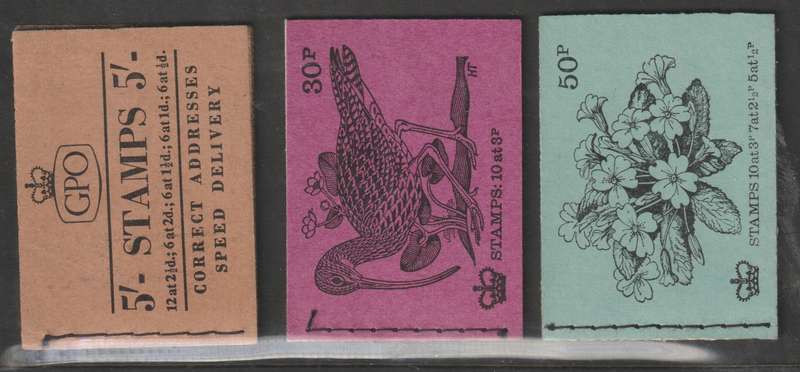 GPO
5/- STAMPS 5/-
12 at 2½d.; 6 at 2d.; 6 at 1½d.; 6 at 1d.; 6 at ½d.
CORRECT ADDRESSES
SPEED DELIVERY
30P
HT
STAMPS: 10 at 3P
50P
STAMPS 10 at 3P 7 at 2½P 5 at ½P